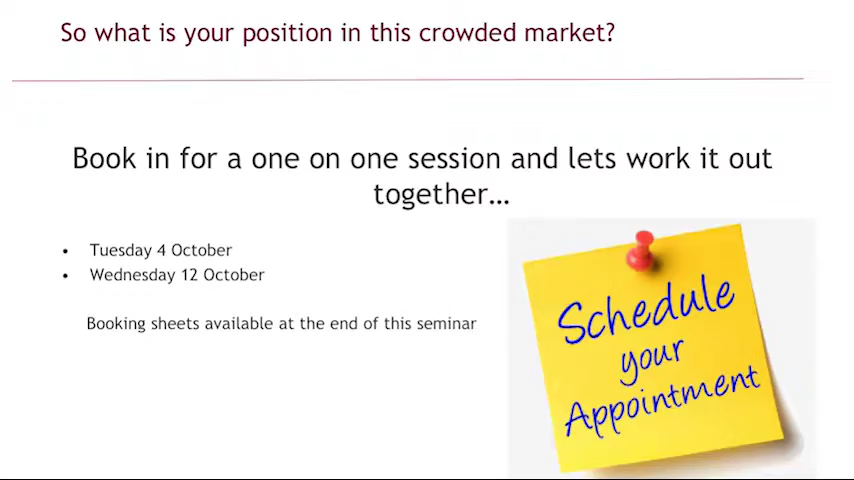 So what is your position in this crowded market?
Book in for a one on one session and lets work it out
together…
• Tuesday 4 October
• Wednesday 12 October
Booking sheets available at the end of this seminar
Schedule
your
Appointment